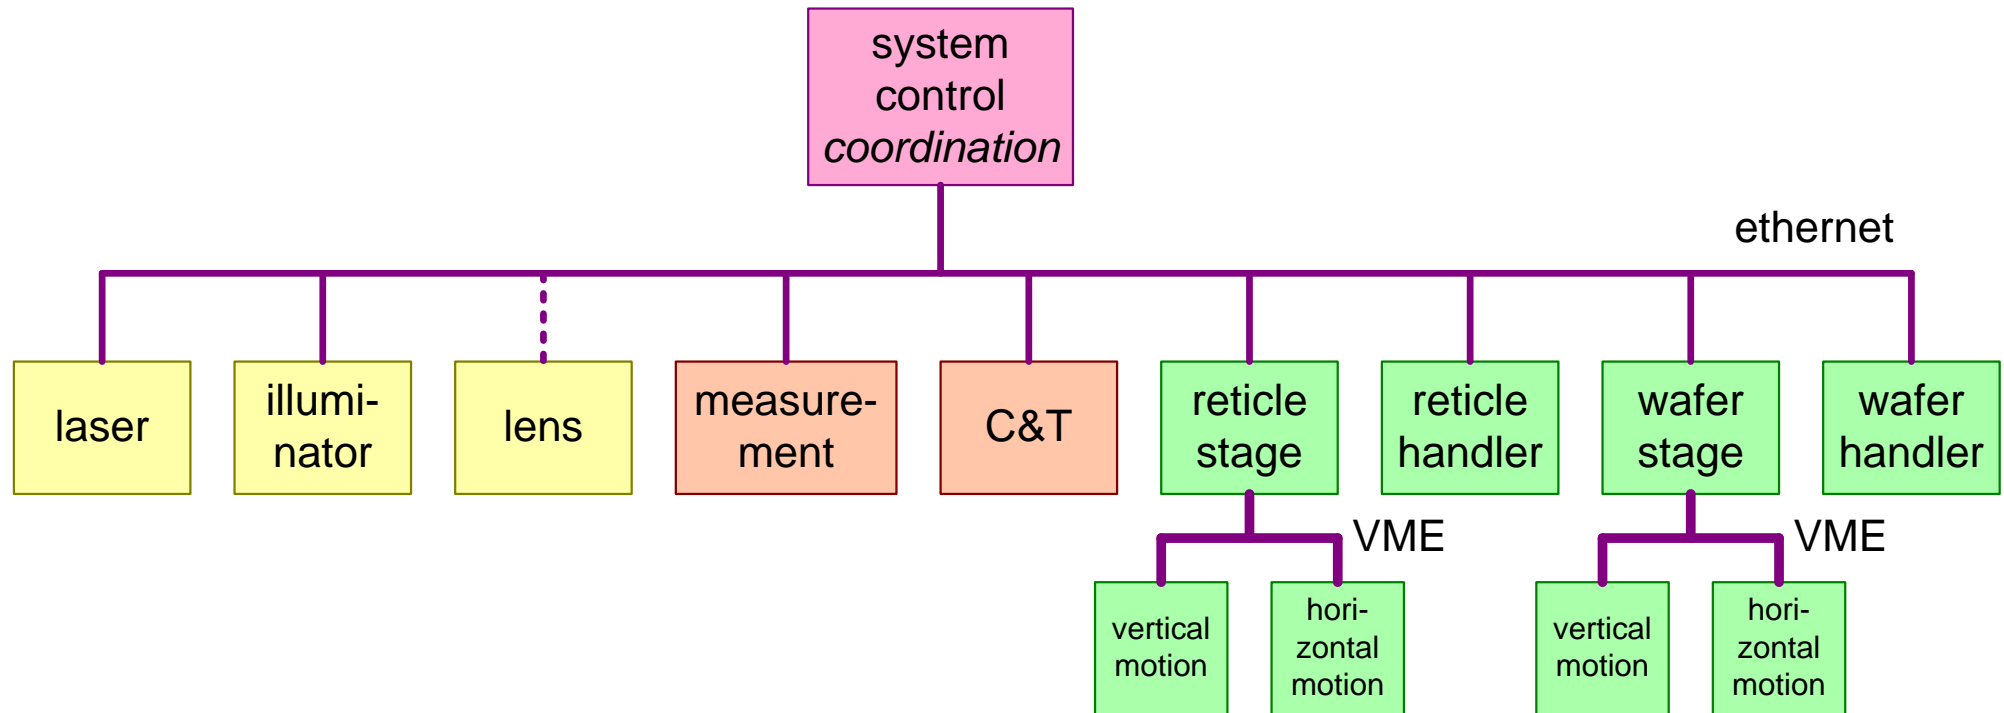 system
control
coordination
ethernet
laser
illumi-
nator
lens
measure-
ment
C&T
reticle
stage
reticle
handler
wafer
stage
wafer
handler
VME
VME
vertical
motion
hori-
zontal
motion
vertical
motion
hori-
zontal
motion